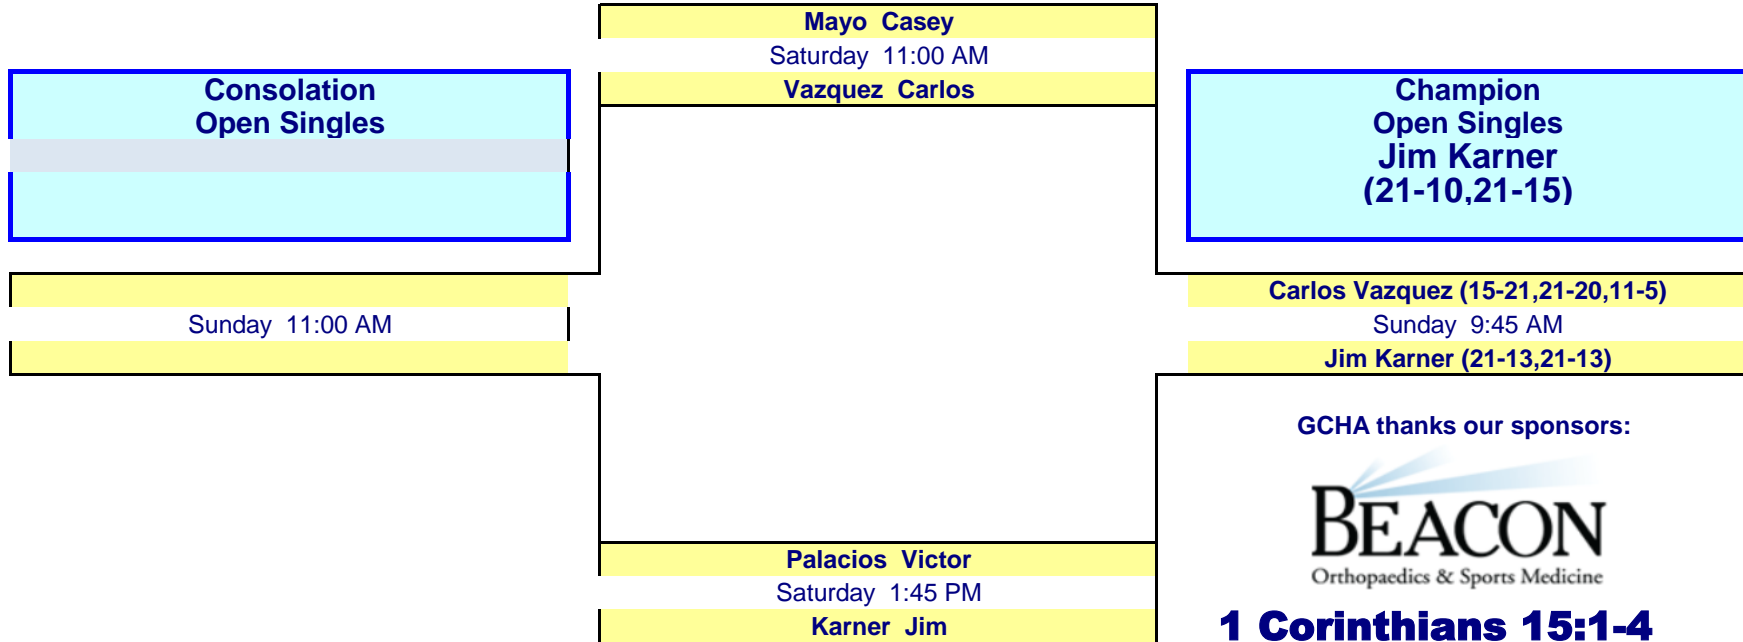 Mayo  Casey
Saturday  11:00 AM
Vazquez  Carlos
Consolation
Open Singles
Champion
Open Singles
Jim Karner
(21-10,21-15)
Sunday  11:00 AM
Carlos Vazquez (15-21,21-20,11-5)
Sunday  9:45 AM
Jim Karner (21-13,21-13)
GCHA thanks our sponsors:
BEACON
Orthopaedics & Sports Medicine
Palacios  Victor
Saturday  1:45 PM
Karner  Jim
1 Corinthians 15:1-4